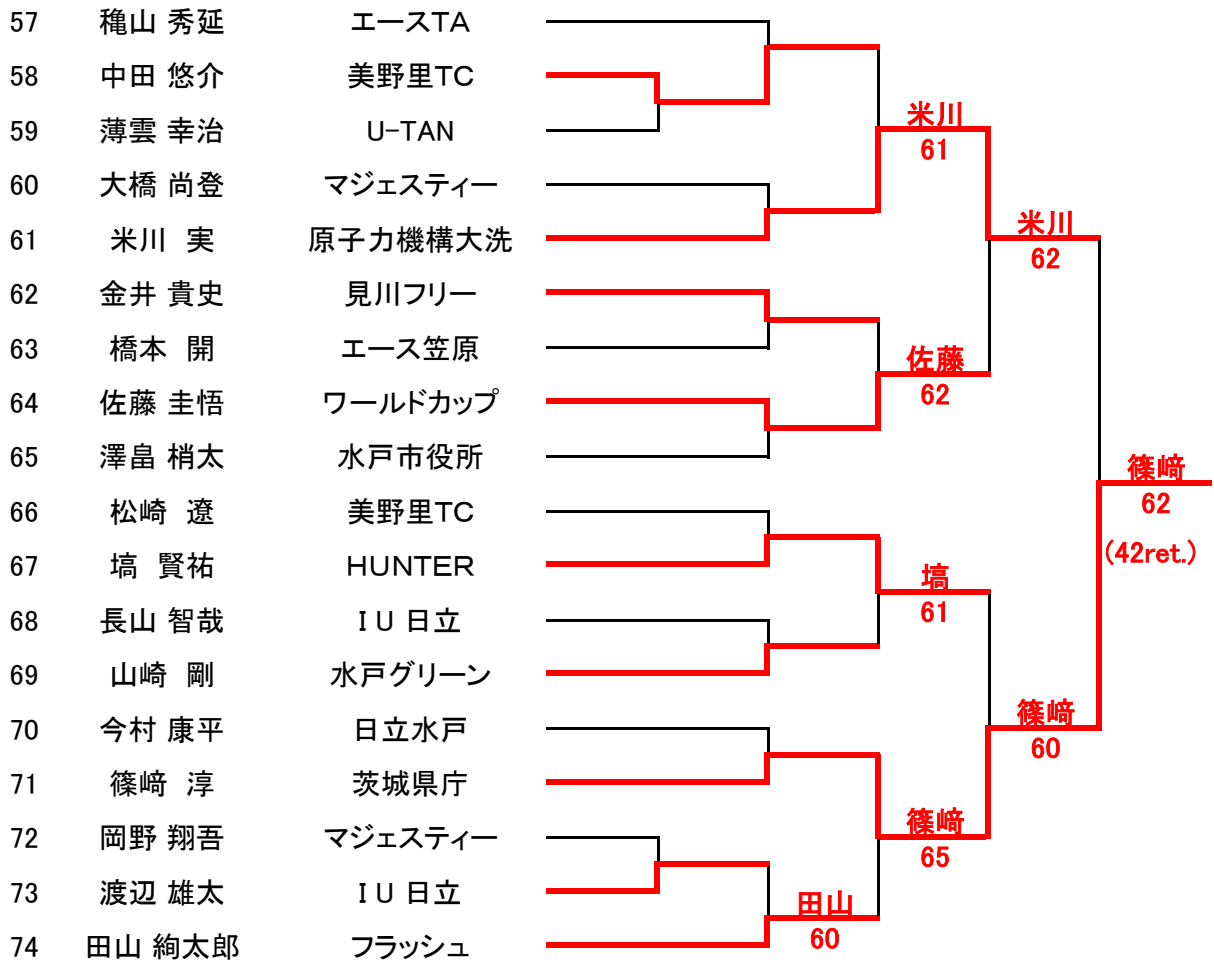 57 穐山 秀延 エースTA
58 中田 悠介 美野里TC
59 薄雲 幸治 U-TAN
米川
61
60 大橋 尚登 マジェスティー
61 米川 実 原子力機構大洗
米川
62
62 金井 貴史 見川フリー
63 橋本 開 エース笠原
佐藤
62
64 佐藤 圭悟 ワールドカップ
65 澤畠 梢太 水戸市役所
篠﨑
62
(42ret.)
66 松崎 遼 美野里TC
67 塙 賢祐 HUNTER
塙
61
68 長山 智哉 IU日立
69 山崎 剛 水戸グリーン
篠﨑
60
70 今村 康平 日立水戸
71 篠﨑 淳 茨城県庁
篠﨑
65
72 岡野 翔吾 マジェスティー
73 渡辺 雄太 IU日立
田山
60
74 田山 絢太郎 フラッシュ